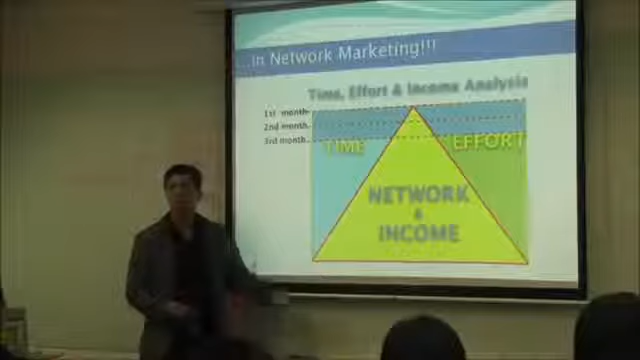 ...in Network Marketing!!!
Time, Effort & Income Analysis
1st month
2nd month
3rd month
TIME
EFFORT
NETWORK
&
INCOME